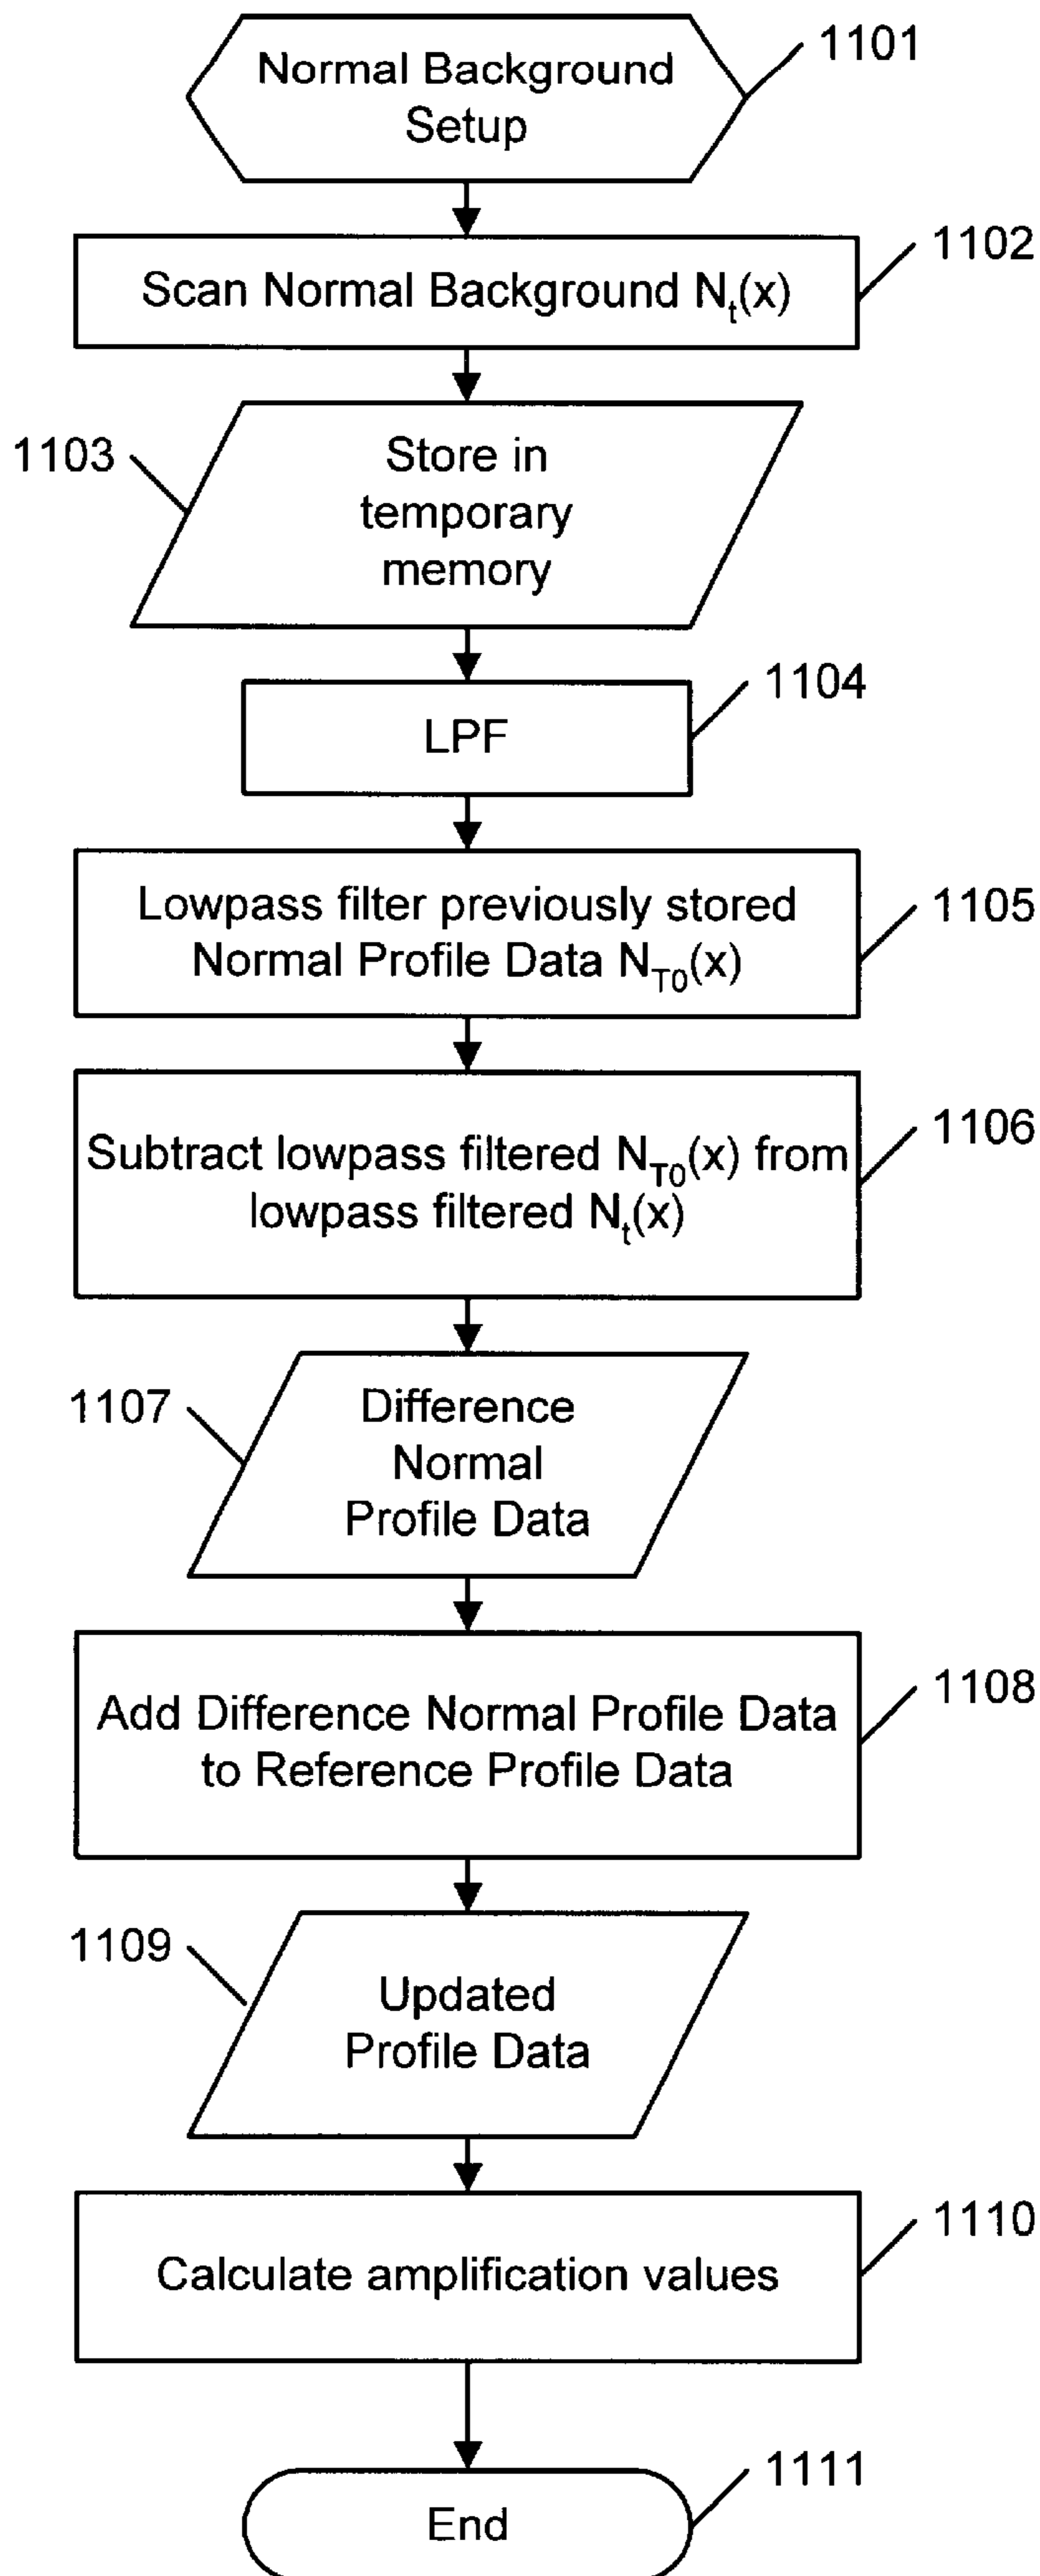 Normal Background
Setup
1101
Scan Normal Background Nt(x)
1102
1103
Store in
temporary
memory
LPF
1104
Lowpass filter previously stored
Normal Profile Data NT0(x)
1105
Subtract lowpass filtered NT0(x) from
lowpass filtered Nt(x)
1106
1107
Difference
Normal
Profile Data
Add Difference Normal Profile Data
to Reference Profile Data
1108
1109
Updated
Profile Data
Calculate amplification values
1110
End
1111